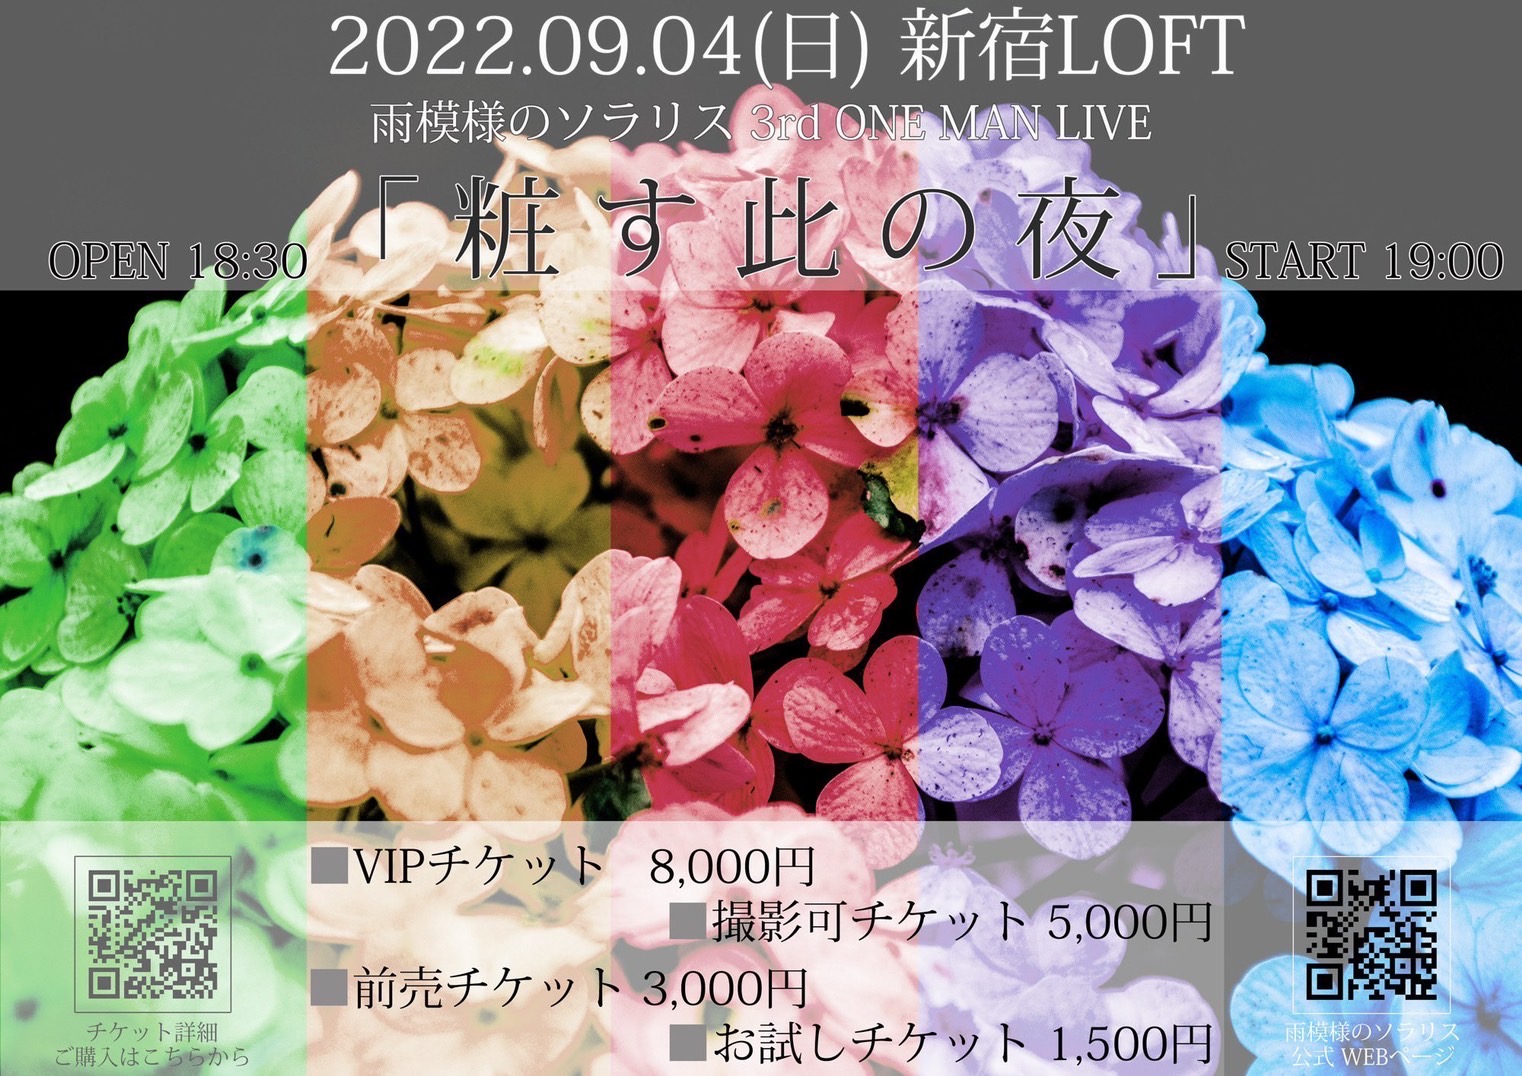 2022.09.04(日) 新宿LOFT
雨模様のソラリス 3rd ONE MAN LIVE
「粧す此の夜」
OPEN 18:30
START 19:00
■VIPチケット 8,000円
■撮影可チケット 5,000円
■前売チケット 3,000円
■お試しチケット 1,500円
チケット詳細
ご購入はこちらから
雨模様のソラリス
公式 WEBページ